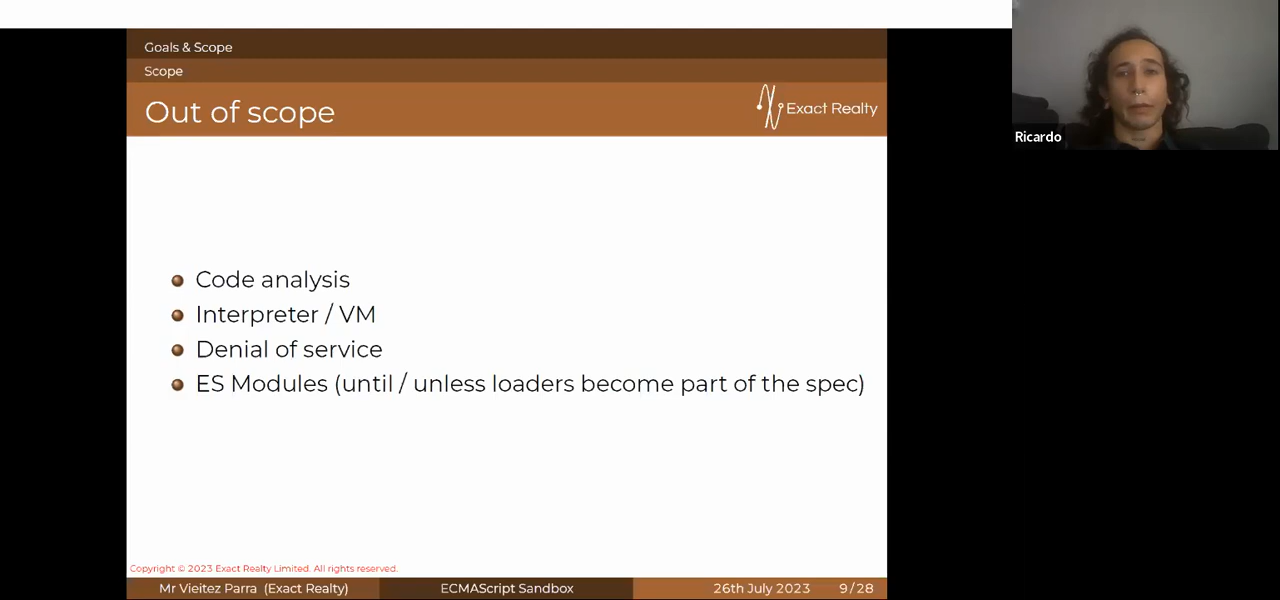 Goals & Scope
Scope
Out of scope
Exact Realty
Ricardo
Code analysis
Interpreter / VM
Denial of service
ES Modules (until / unless loaders become part of the spec)
Copyright © 2023 Exact Realty Limited. All rights reserved.
Mr Vieitez Parra (Exact Realty) ECMAScript Sandbox 26th July 2023 9/28